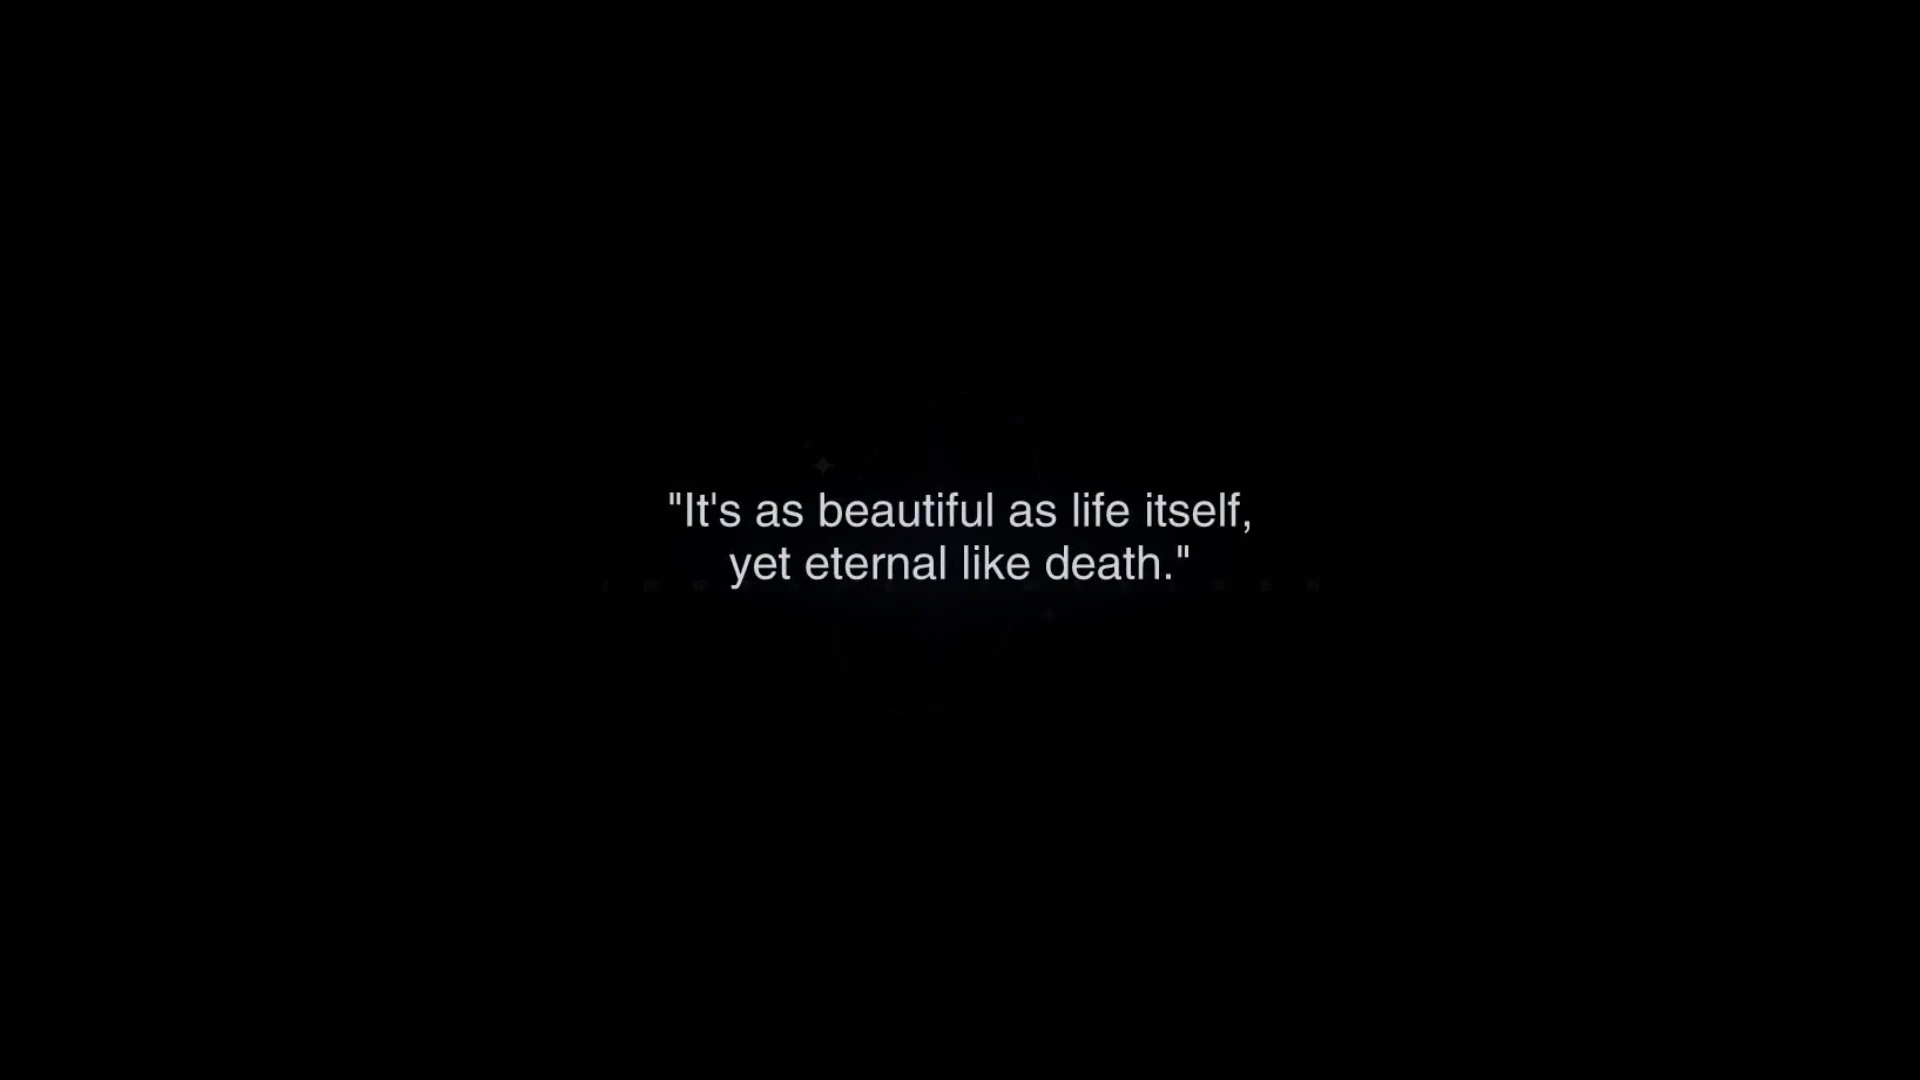 "It's as beautiful as life itself,
yet eternal like death."